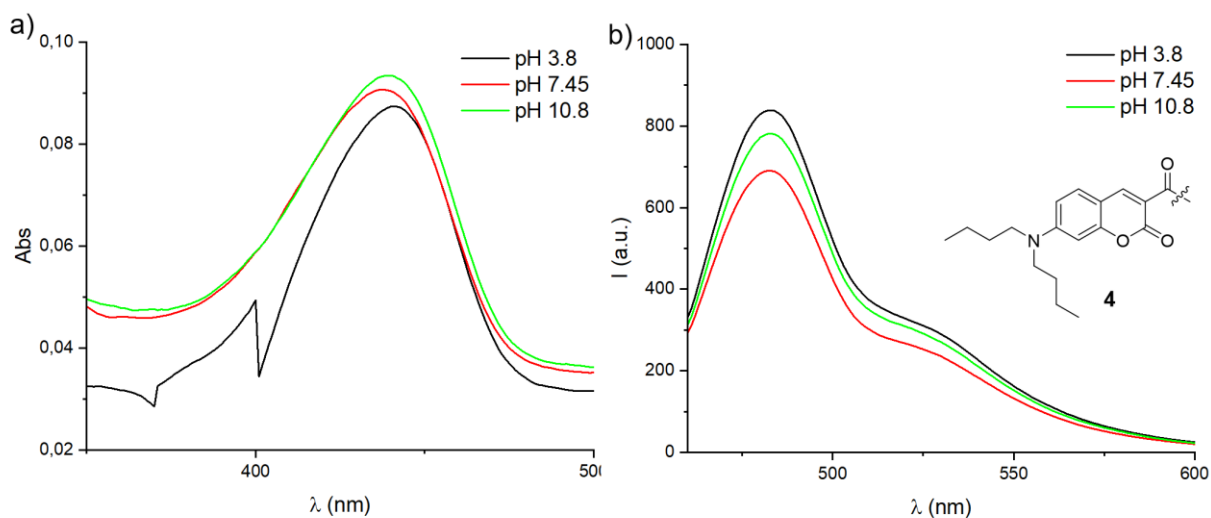 a)
0,10
0,08
0,06
0,04
0,02
Abs
pH 3.8
pH 7.45
pH 10.8
400
500
λ (nm)
b)
1000
800
600
400
200
0
I (a.u.)
pH 3.8
pH 7.45
pH 10.8
O
O
O
N
4
500
550
600
λ (nm)